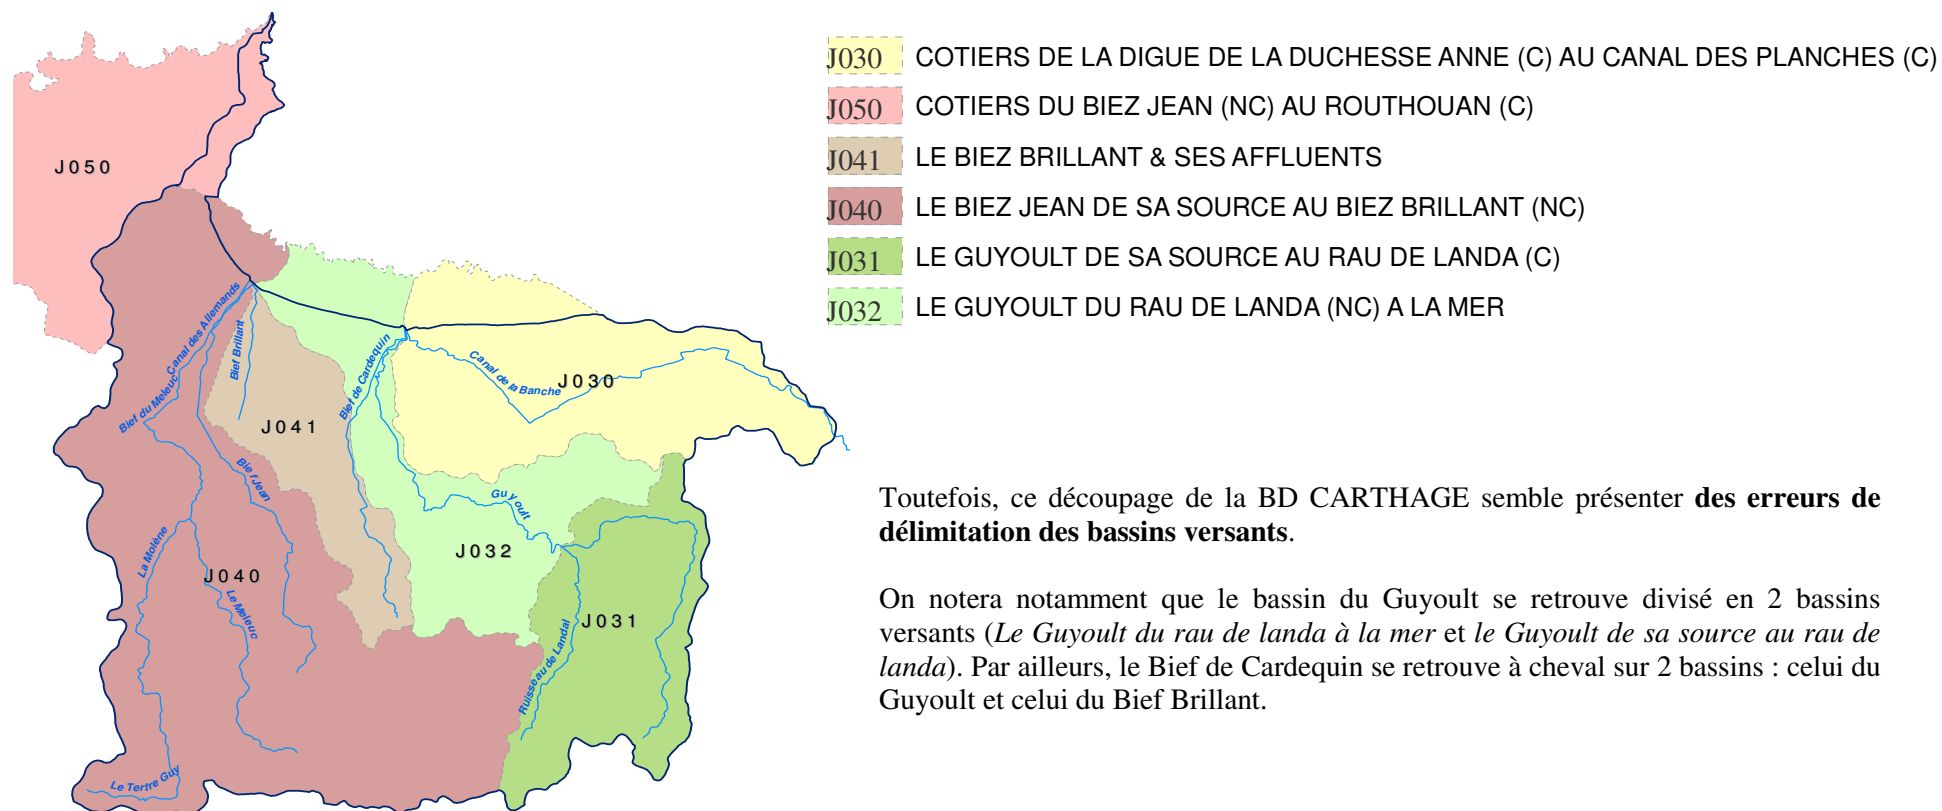 J050
Canal des Allemands
Bief du Meleuc
Bief Brillant
Bief de Cardequin
Canal de la Banche
J030
J041
Bief Jean
Guyoult
La Molène
J040
Le Meleuc
J032
J031
Ruisseau de Landal
Le Tertre Guy
J030 COTIERS DE LA DIGUE DE LA DUCHESSE ANNE (C) AU CANAL DES PLANCHES (C)
J050 COTIERS DU BIEZ JEAN (NC) AU ROUTHOUAN (C)
J041 LE BIEZ BRILLANT & SES AFFLUENTS
J040 LE BIEZ JEAN DE SA SOURCE AU BIEZ BRILLANT (NC)
J031 LE GUYOULT DE SA SOURCE AU RAU DE LANDA (C)
J032 LE GUYOULT DU RAU DE LANDA (NC) A LA MER
Toutefois, ce découpage de la BD CARTHAGE semble présenter des erreurs de
délimitation des bassins versants.
On notera notamment que le bassin du Guyoult se retrouve divisé en 2 bassins
versants (Le Guyoult du rau de landa à la mer et le Guyoult de sa source au rau de
landa). Par ailleurs, le Bief de Cardequin se retrouve à cheval sur 2 bassins : celui du
Guyoult et celui du Bief Brillant.